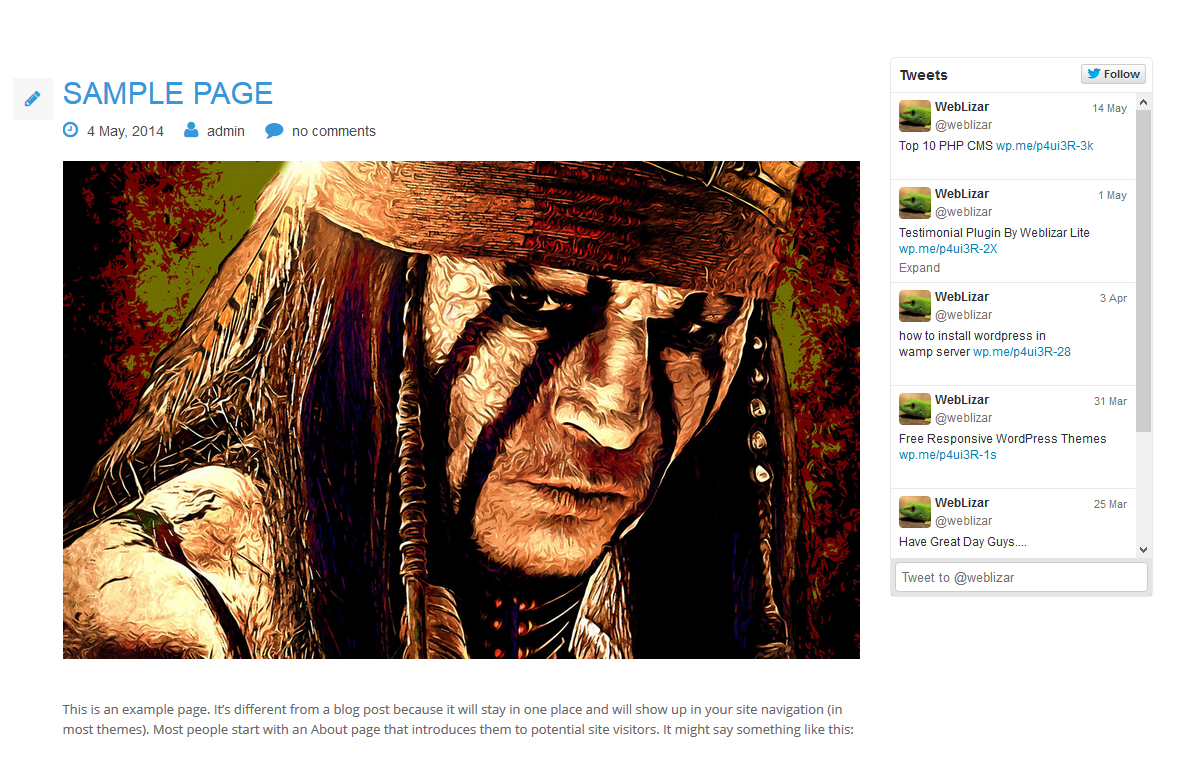 SAMPLE PAGE
4 May, 2014 admin no comments
This is an example page. It’s different from a blog post because it will stay in one place and will show up in your site navigation (in
most themes). Most people start with an About page that introduces them to potential site visitors. It might say something like this:
Tweets Follow
WebLizar 14 May
@weblizar
Top 10 PHP CMS wp.me/p4ui3R-3k
WebLizar 1 May
@weblizar
Testimonial Plugin By Weblizar Lite
wp.me/p4ui3R-2X
Expand
WebLizar 3 Apr
@weblizar
how to install wordpress in
wamp server wp.me/p4ui3R-28
WebLizar 31 Mar
@weblizar
Free Responsive WordPress Themes
wp.me/p4ui3R-1s
WebLizar 25 Mar
@weblizar
Have Great Day Guys....
Tweet to @weblizar